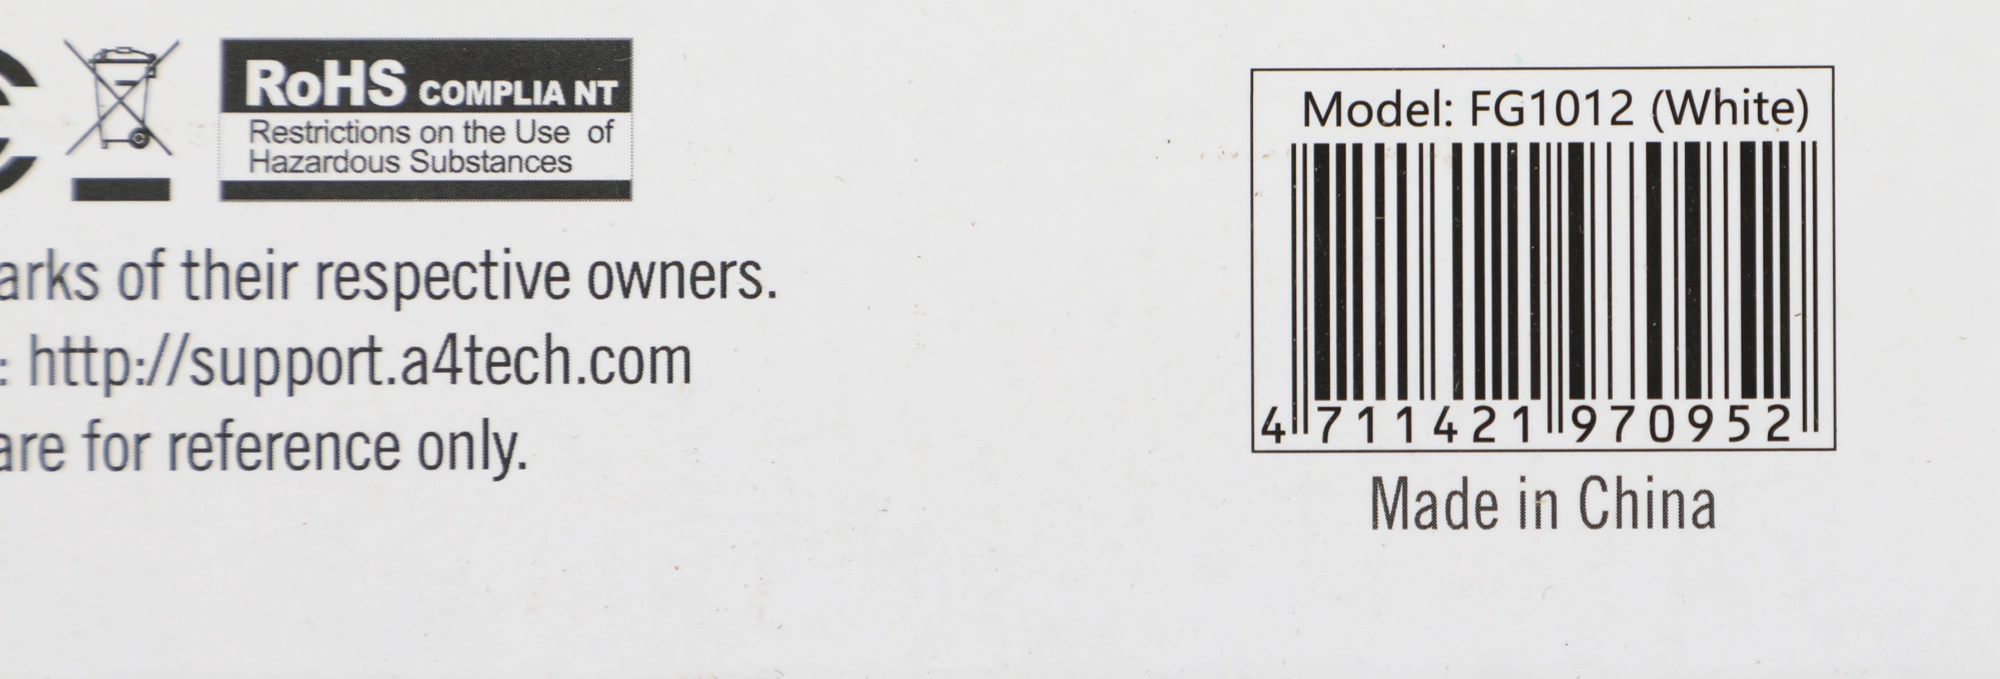 RoHS COMPLIA NT
Restrictions on the Use of
Hazardous Substances
arks of their respective owners.
: http://support.a4tech.com
are for reference only.
Model: FG1012 (White)
4 711421 970952
Made in China